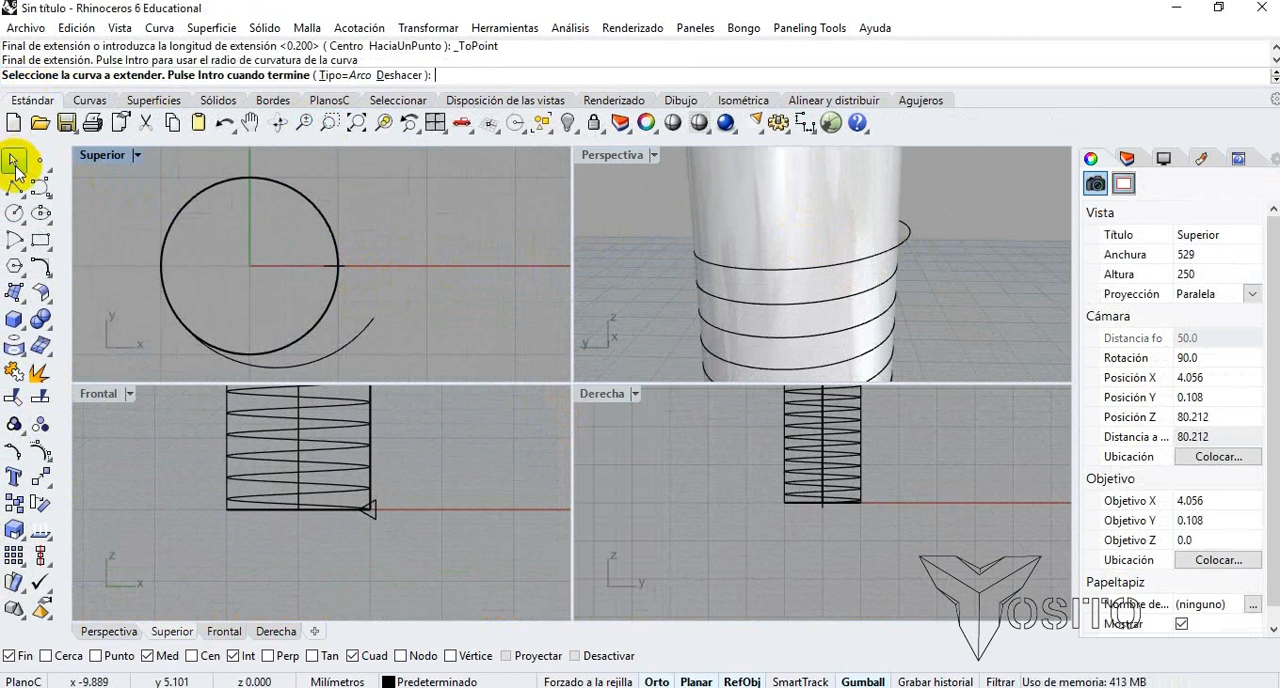 Sin título - Rhinoceros 6 Educational
Archivo Edición Vista Curva Superficie Sólido Malla Acotación Transformar Herramientas Análisis Renderizado Paneles Bongo Paneling Tools Ayuda
Final de extensión o introduzca la longitud de extensión <0.200> ( Centro HaciaUnPunto ): _ToPoint
Final de extensión. Pulse Intro para usar el radio de curvatura de la curva
Seleccione la curva a extender. Pulse Intro cuando termine ( Tipo=Arco Deshacer ):
Estándar Curvas Superficies Sólidos Mallas Acotar Bordes PlanosC Seleccionar Disposición de las vistas Renderizado Dibujo Isométrica Alinear y distribuir Agujeros
Superior
Perspectiva
Frontal
Derecha
y
x
z
x
y
z
x
z
y
Vista
Título Superior
Anchura 529
Altura 250
Proyección Paralela
Cámara
Distancia fo 50.0
Rotación 90.0
Posición X 4.056
Posición Y 0.108
Posición Z 80.212
Distancia a ... 80.212
Ubicación Colocar...
Objetivo
Objetivo X 4.056
Objetivo Y 0.108
Objetivo Z 0.0
Ubicación Colocar...
Papeltapiz
Nombre de... (ninguno) ...
Mostrar
YOSITO
Perspectiva Superior Frontal Derecha
Fin Cerca Punto Med Cen Int Perp Tan Cuad Nodo Vértice Proyectar Desactivar
PlanoC x -9.889 y 5.101 z 0.000 Milímetros Predeterminado Forzado a la rejilla Orto Planar RefObj SmartTrack Gumball Grabar historial Filtrar Uso de memoria: 413 MB